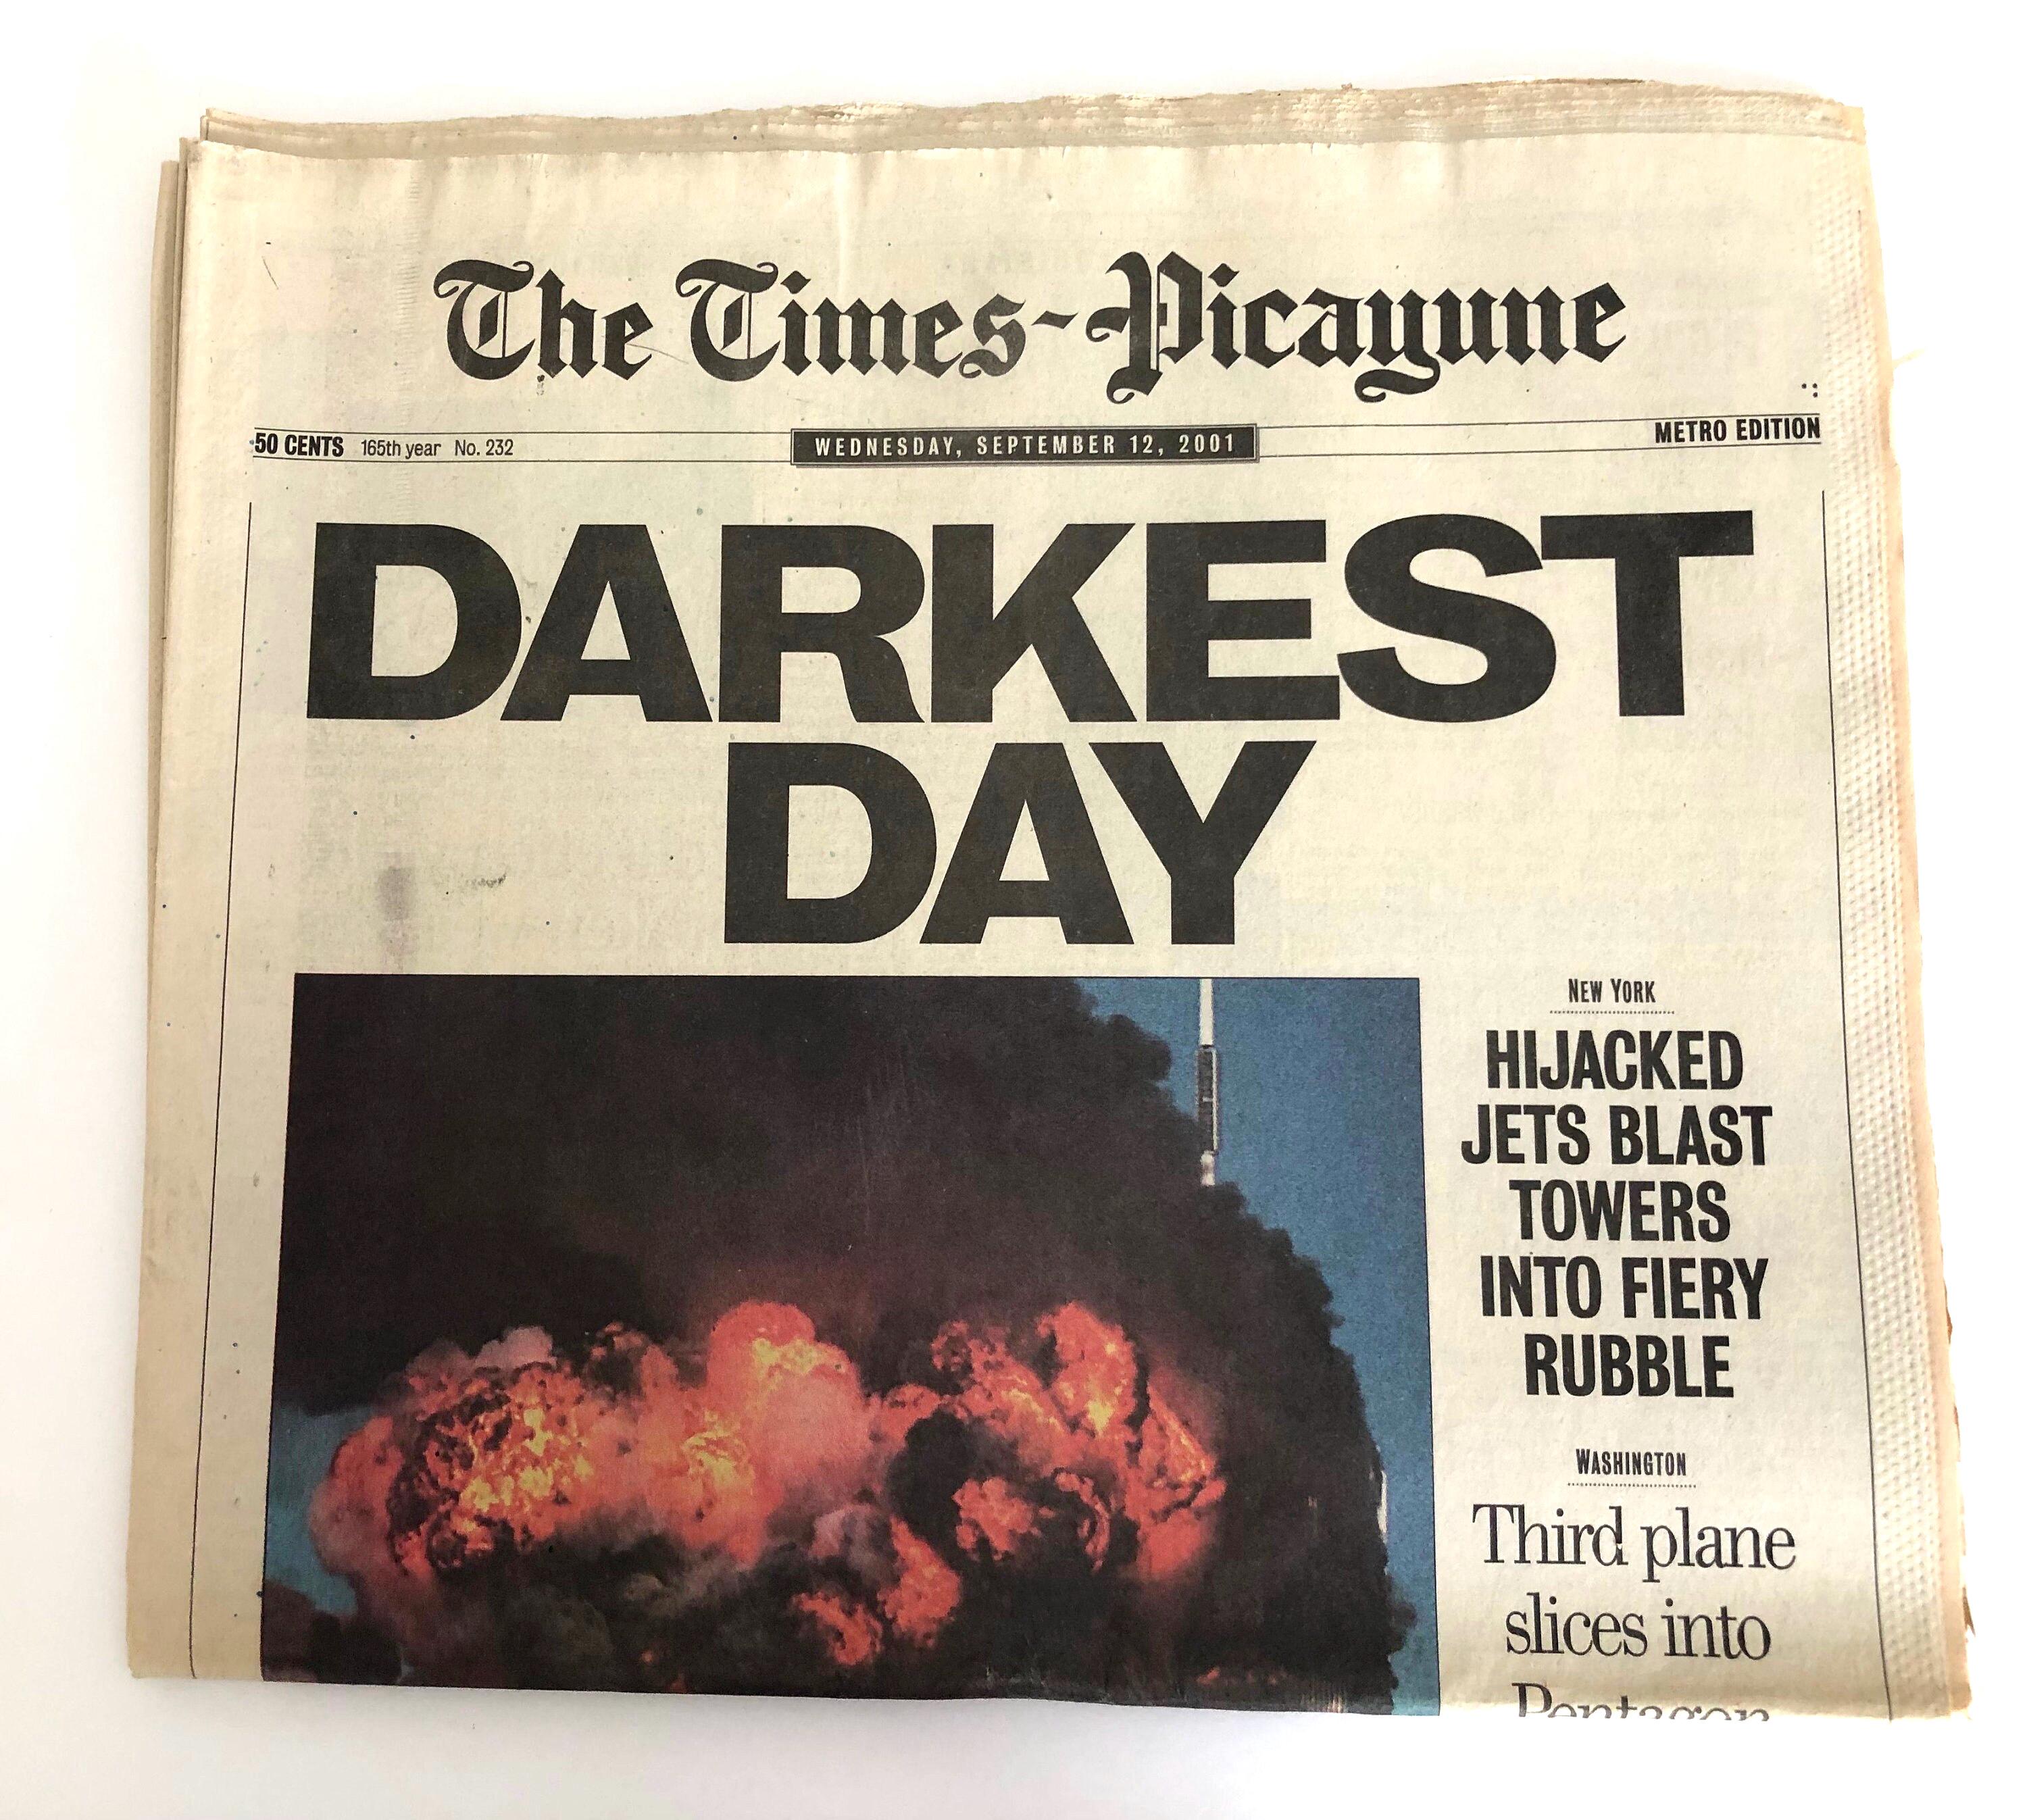 The Times-Picayune
50 CENTS 165th year No. 232 WEDNESDAY, SEPTEMBER 12, 2001 METRO EDITION
DARKEST
DAY
NEW YORK
HIJACKED
JETS BLAST
TOWERS
INTO FIERY
RUBBLE
WASHINGTON
Third plane
slices into
Pentagon